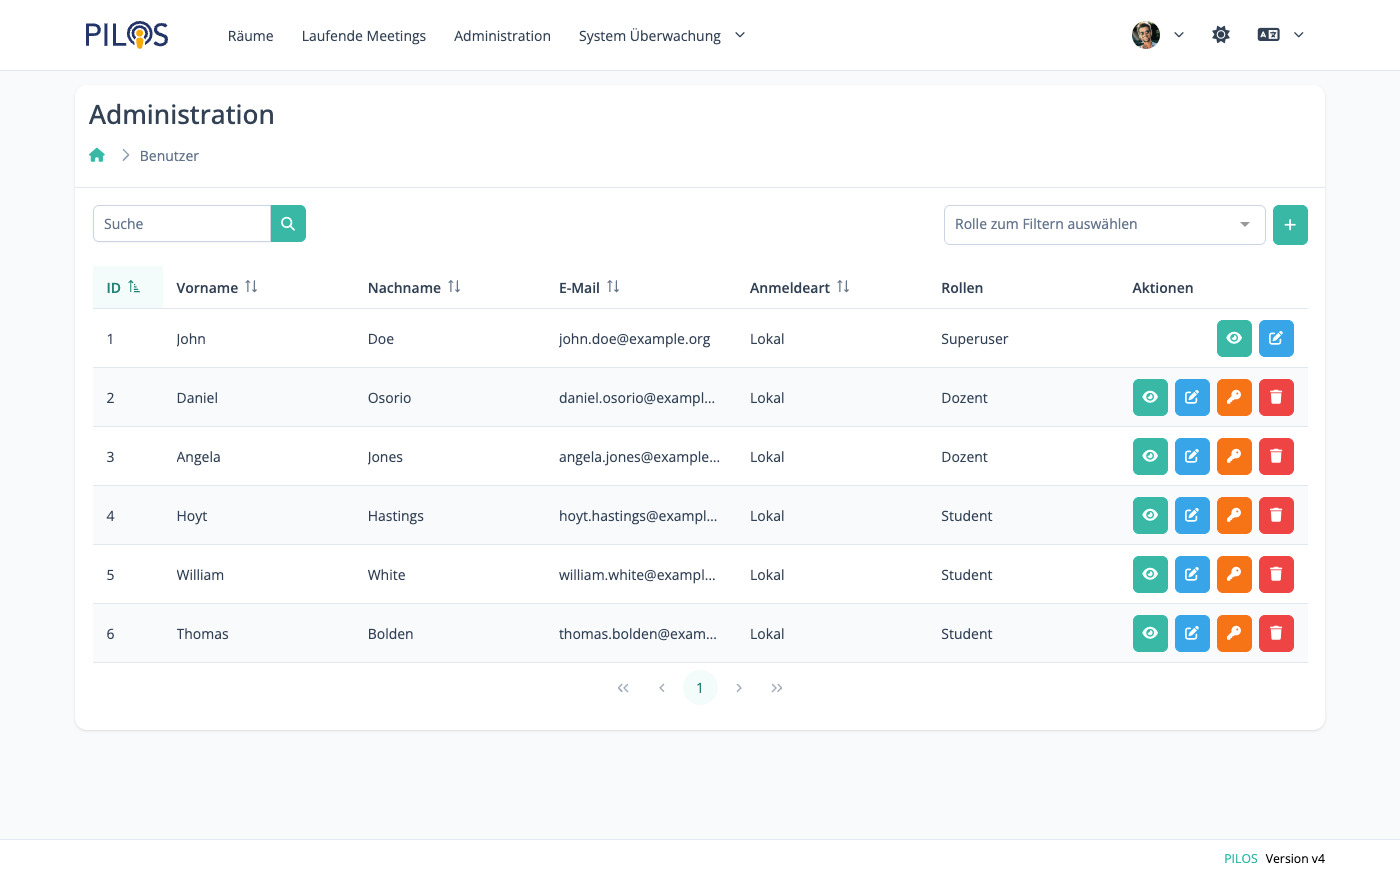 PILOS Räume Laufende Meetings Administration System Überwachung
Administration
Benutzer
Suche Rolle zum Filtern auswählen
ID Vorname Nachname E-Mail Anmeldeart Rollen Aktionen
1 John Doe john.doe@example.org Lokal Superuser
2 Daniel Osorio daniel.osorio@exampl... Lokal Dozent
3 Angela Jones angela.jones@example... Lokal Dozent
4 Hoyt Hastings hoyt.hastings@exampl... Lokal Student
5 William White william.white@exampl... Lokal Student
6 Thomas Bolden thomas.bolden@exam... Lokal Student
1
PILOS Version v4